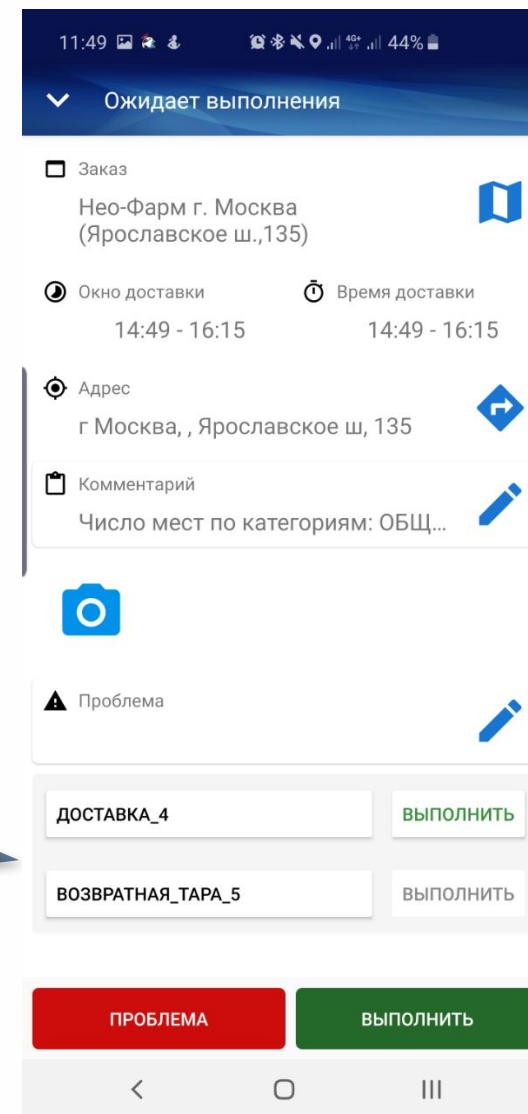 11:49 4G+ 44%
Ожидает выполнения
Заказ
Нео-Фарм г. Москва
(Ярославское ш.,135)
Окно доставки Время доставки
14:49 - 16:15 14:49 - 16:15
Адрес
г Москва, , Ярославское ш, 135
Комментарий
Число мест по категориям: ОБЩ...
Проблема
ДОСТАВКА_4 ВЫПОЛНИТЬ
ВОЗВРАТНАЯ_ТАРА_5 ВЫПОЛНИТЬ
ПРОБЛЕМА ВЫПОЛНИТЬ